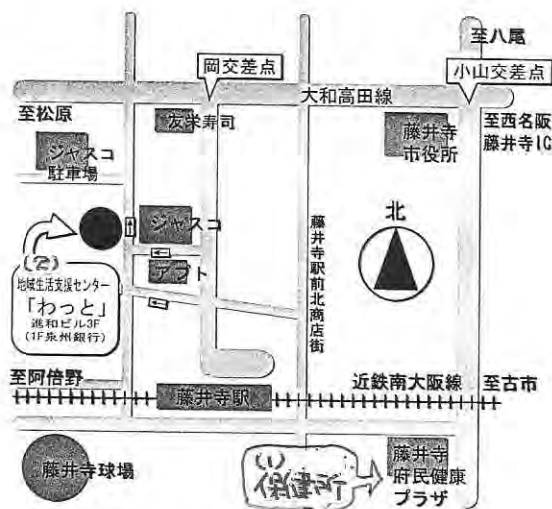 至八尾
岡交差点
小山交差点
大和高田線
至松原
友栄寿司
藤井寺
市役所
至西名阪
藤井寺IC
ジャスコ
駐車場
ジャスコ
北
藤井寺駅前北商店街
アプト
地域生活支援センター
「わっと」
進和ビル3F
(1F泉州銀行)
至阿倍野
藤井寺駅
近鉄南大阪線
至古市
藤井寺球場
(い)
藤井寺
府民健康
プラザ